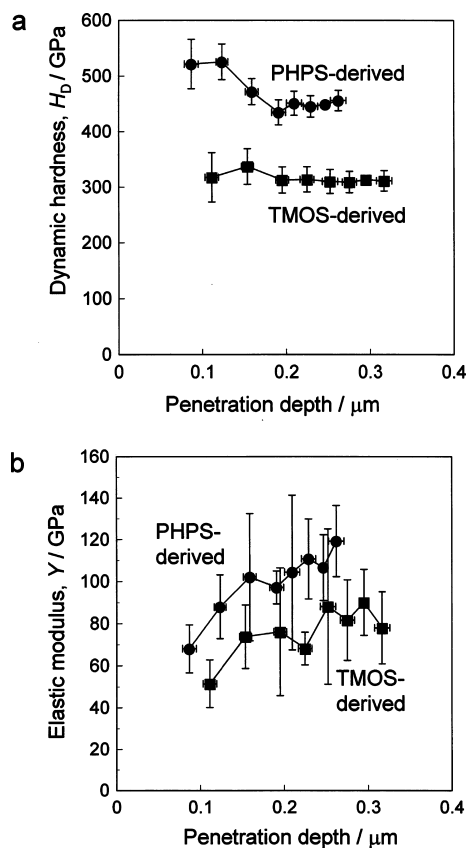 a
600
500
400
300
200
100
0
Dynamic hardness, H_D / GPa
PHPS-derived
TMOS-derived
0 0.1 0.2 0.3 0.4
Penetration depth / μm
b
160
140
120
100
80
60
40
20
0
Elastic modulus, Y / GPa
PHPS-
derived
TMOS-
derived
0 0.1 0.2 0.3 0.4
Penetration depth / μm